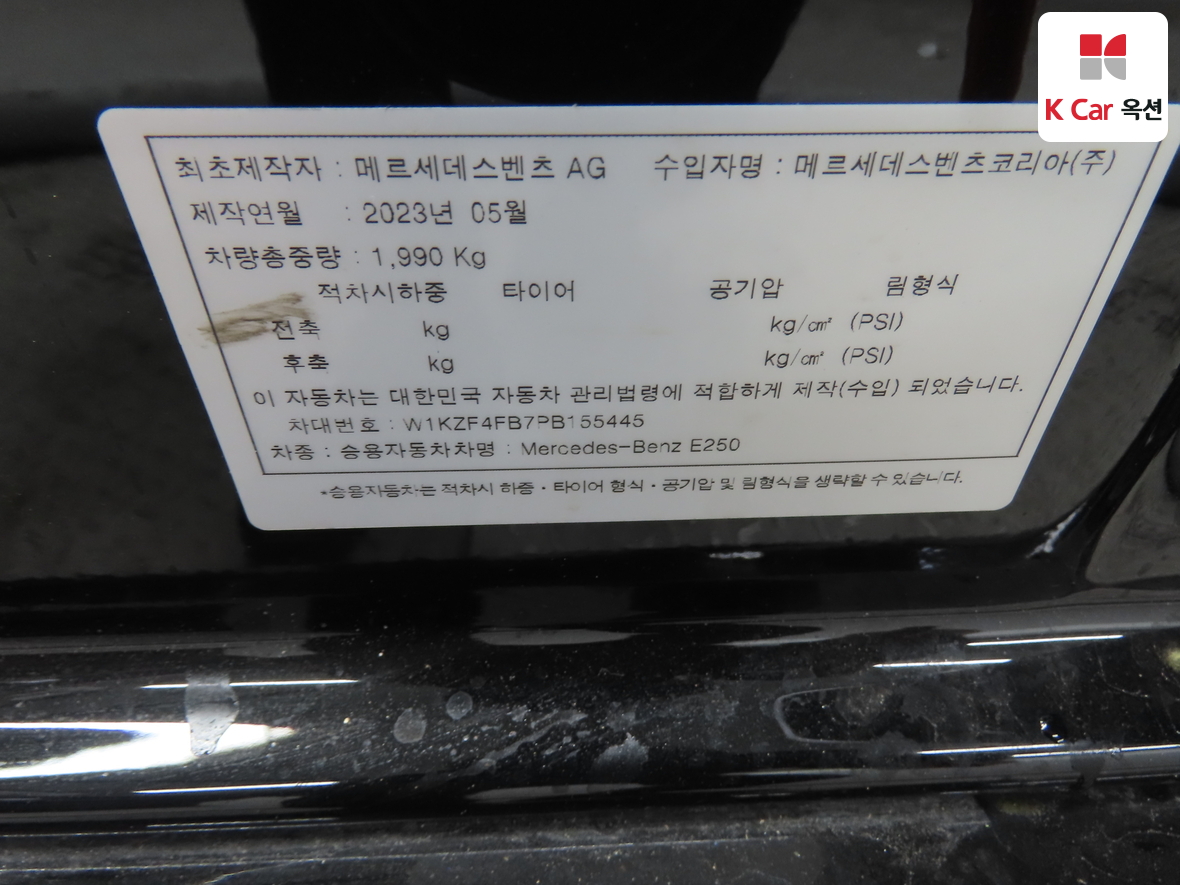 K Car 옥션
최초제작자 : 메르세데스벤츠 AG 수입자명 : 메르세데스벤츠코리아(주)
제작연월 : 2023년 05월
차량총중량 : 1,990 Kg
적차시하중 타이어 공기압 림형식
전축 kg kg/㎠ (PSI)
후축 kg kg/㎠ (PSI)
이 자동차는 대한민국 자동차 관리법령에 적합하게 제작(수입) 되었습니다.
차대번호 : W1KZF4FB7PB155445
차종 : 승용자동차차명 : Mercedes-Benz E250
*승용자동차는 적차시 하중・타이어 형식・공기압 및 림형식을 생략할 수 있습니다.